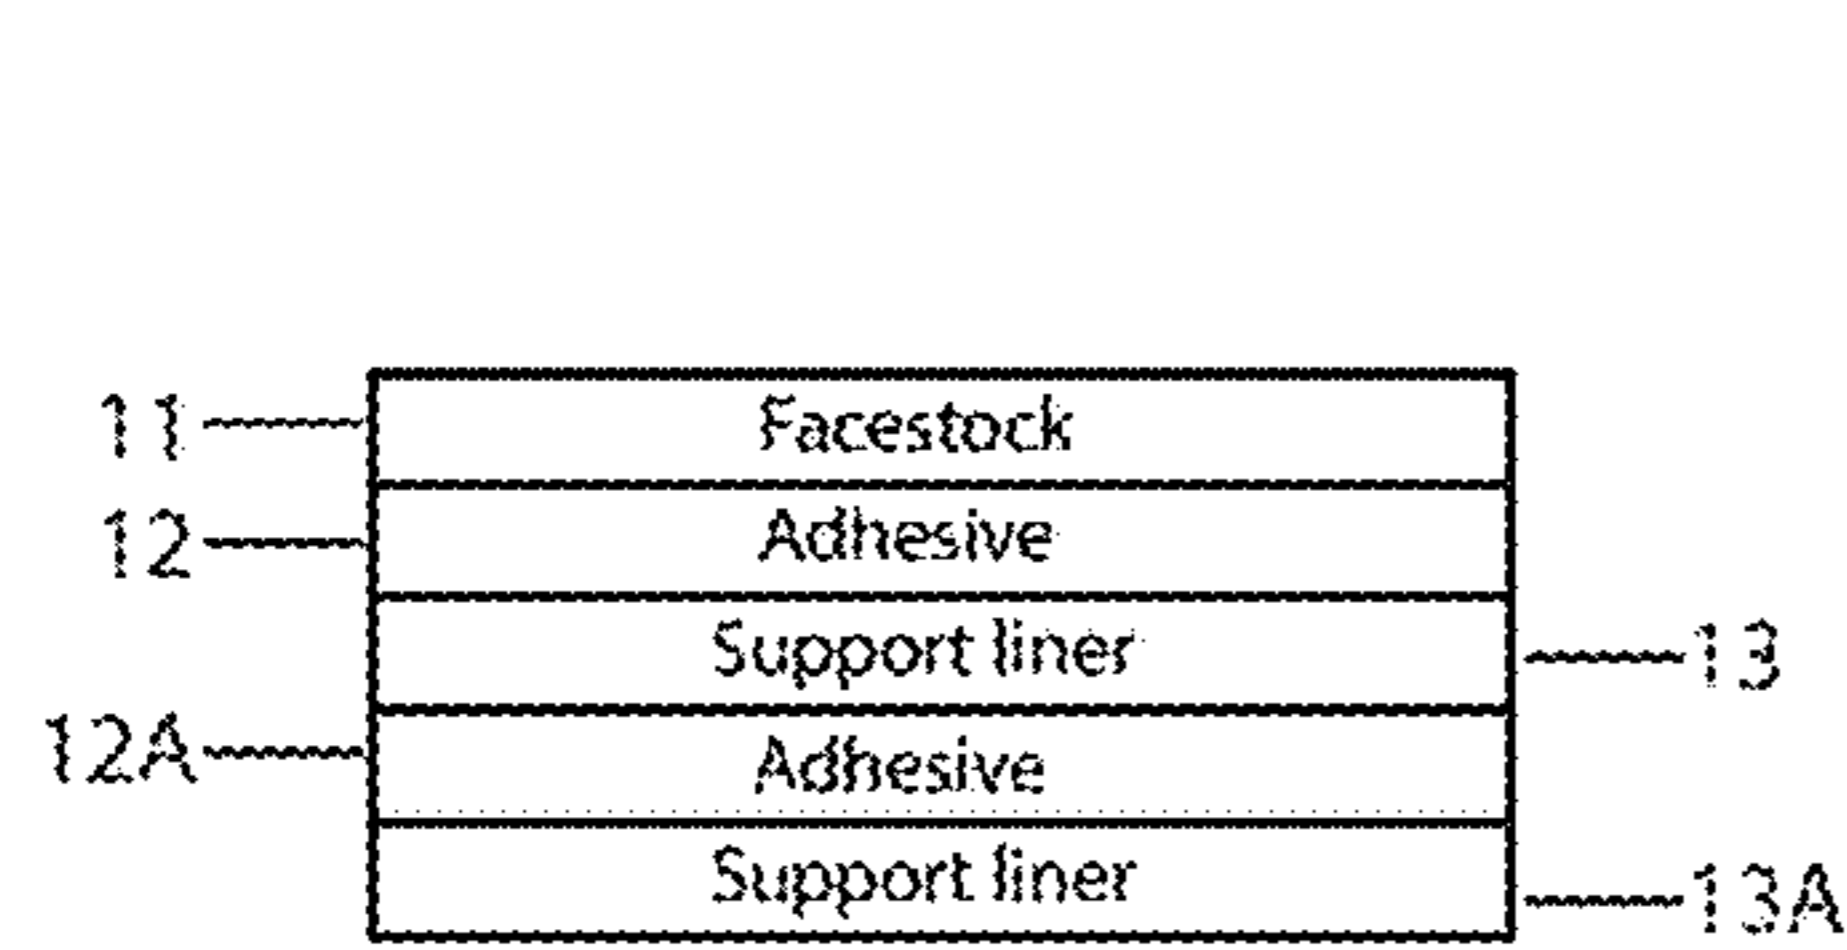 11 Facestock
12 Adhesive
Support liner 13
12A Adhesive
Support liner 13A